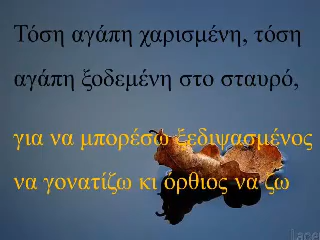 Τόση αγάπη χαρισμένη, τόση
αγάπη ξοδεμένη στο σταυρό,
για να μπορέσω ξεδιψασμένος
να γονατίζω κι όρθιος να ζω